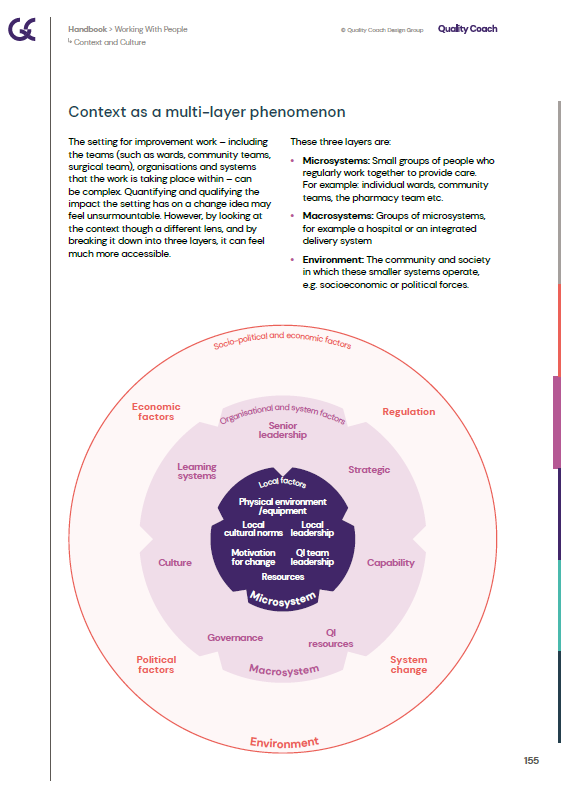 Handbook > Working With People
↳ Context and Culture
© Quality Coach Design Group
Quality Coach
Context as a multi-layer phenomenon
The setting for improvement work – including
the teams (such as wards, community teams,
surgical team), organisations and systems
that the work is taking place within – can
be complex. Quantifying and qualifying the
impact the setting has on a change idea may
feel unsurmountable. However, by looking at
the context though a different lens, and by
breaking it down into three layers, it can feel
much more accessible.
These three layers are:
• Microsystems: Small groups of people who
regularly work together to provide care.
For example: individual wards, community
teams, the pharmacy team etc.
• Macrosystems: Groups of microsystems,
for example a hospital or an integrated
delivery system
• Environment: The community and society
in which these smaller systems operate,
e.g. socioeconomic or political forces.
Socio-political and economic factors
Economic
factors
Regulation
Organisational and system factors
Senior
leadership
Learning
systems
Strategic
Local factors
Physical environment
/equipment
Local
cultural norms
Local
leadership
Motivation
for change
QI team
leadership
Resources
Microsystem
Culture
Capability
Governance
QI
resources
Macrosystem
Political
factors
System
change
Environment
155